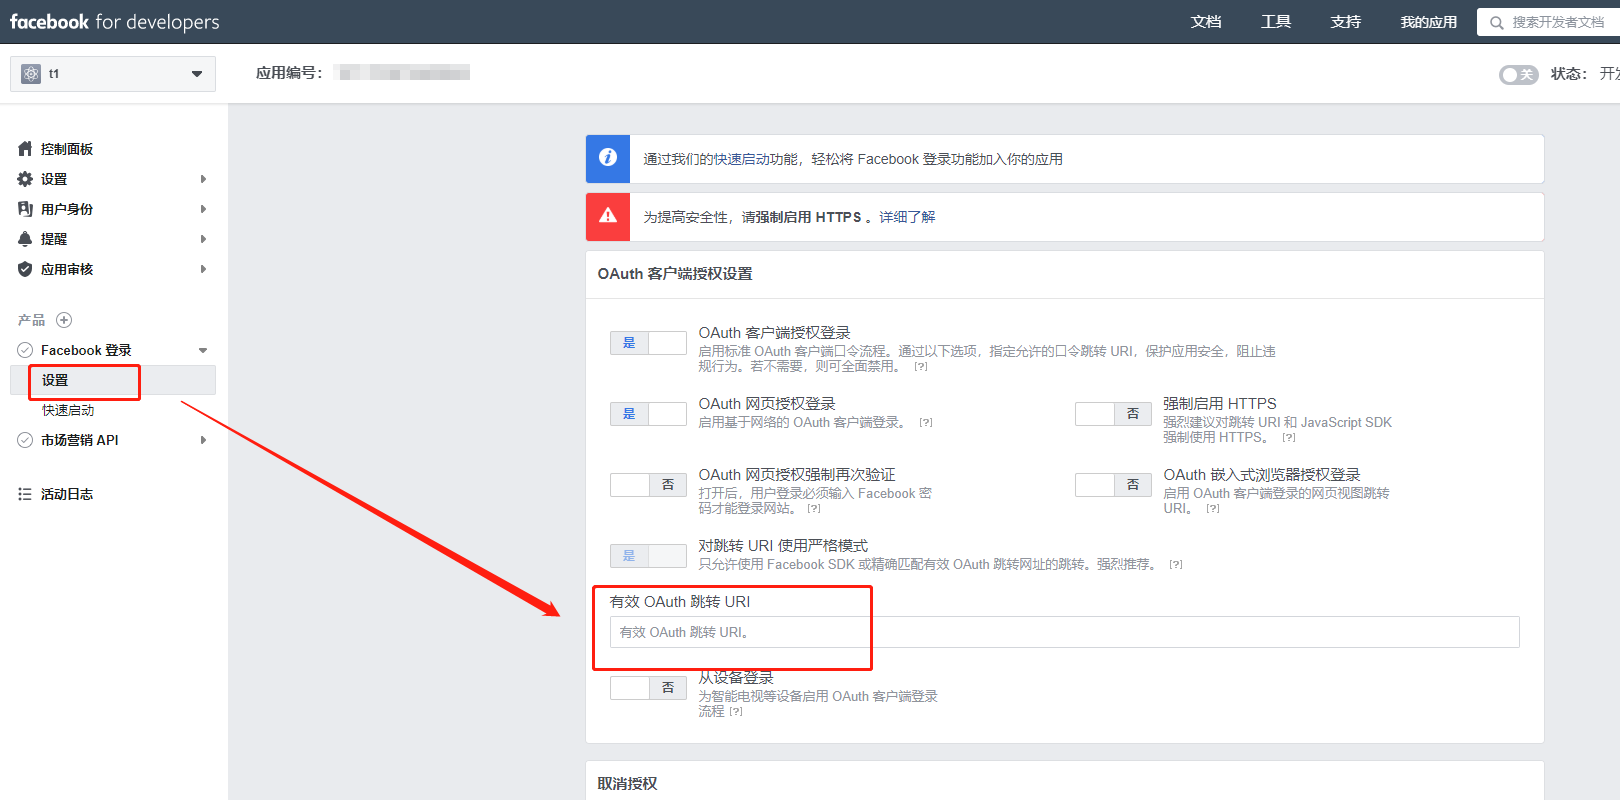 facebook for developers
文档
工具
支持
我的应用
搜索开发者文档
t1
应用编号：
关
状态：
开发
控制面板
设置
用户身份
提醒
应用审核
产品
Facebook 登录
设置
快速启动
市场营销 API
活动日志
通过我们的快速启动功能，轻松将 Facebook 登录功能加入你的应用
为提高安全性，请强制启用 HTTPS 。详细了解
OAuth 客户端授权设置
是
OAuth 客户端授权登录
启用标准 OAuth 客户端口令流程。通过以下选项，指定允许的口令跳转 URI，保护应用安全，阻止违
规行为。若不需要，则可全面禁用。 [?]
是
OAuth 网页授权登录
启用基于网络的 OAuth 客户端登录。 [?]
否
强制启用 HTTPS
强烈建议对跳转 URI 和 JavaScript SDK
强制使用 HTTPS。 [?]
否
OAuth 网页授权强制再次验证
打开后，用户登录必须输入 Facebook 密
码才能登录网站。 [?]
否
OAuth 嵌入式浏览器授权登录
启用 OAuth 客户端登录的网页视图跳转
URI。 [?]
是
对跳转 URI 使用严格模式
只允许使用 Facebook SDK 或精确匹配有效 OAuth 跳转网址的跳转。强烈推荐。 [?]
有效 OAuth 跳转 URI
有效 OAuth 跳转 URI。
否
从设备登录
为智能电视等设备启用 OAuth 客户端登录
流程 [?]
取消授权